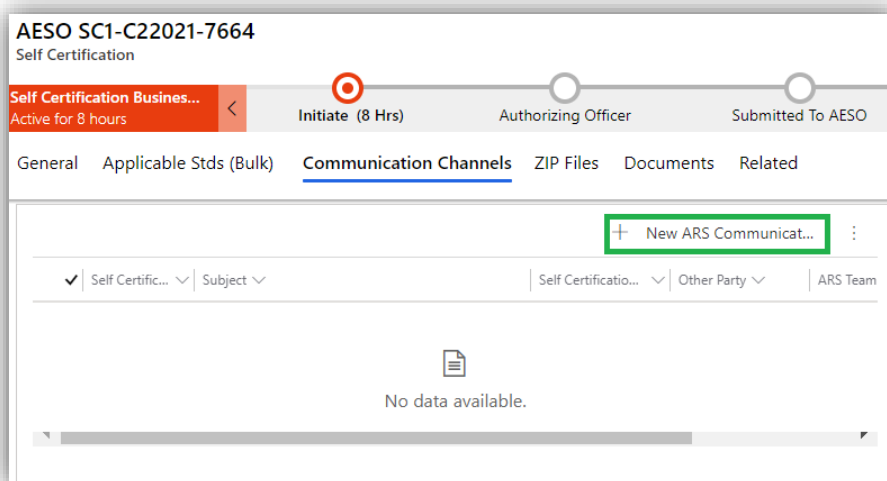 AESO SC1-C22021-7664
Self Certification
Self Certification Busines...
Active for 8 hours
Initiate (8 Hrs)
Authorizing Officer
Submitted To AESO
General Applicable Stds (Bulk) Communication Channels ZIP Files Documents Related
New ARS Communicat...
Self Certific... Subject Self Certificatio... Other Party ARS Team
No data available.